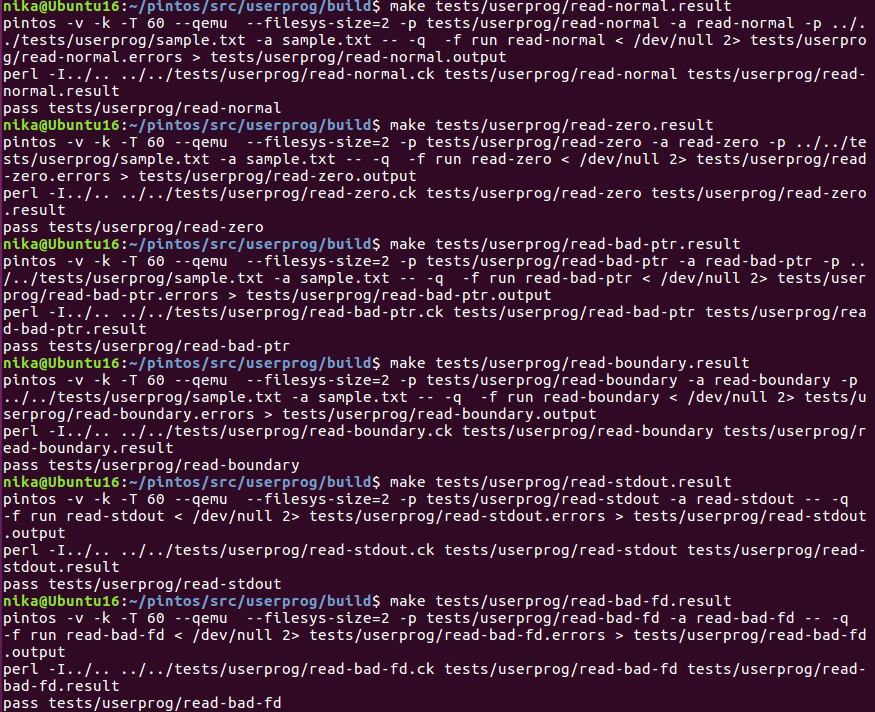 nika@Ubuntu16:~/pintos/src/userprog/build$ make tests/userprog/read-normal.result
pintos -v -k -T 60 --qemu  --filesys-size=2 -p tests/userprog/read-normal -a read-normal -p ../.
./tests/userprog/sample.txt -a sample.txt -- -q  -f run read-normal < /dev/null 2> tests/userpro
g/read-normal.errors > tests/userprog/read-normal.output
perl -I../.. ../../tests/userprog/read-normal.ck tests/userprog/read-normal tests/userprog/read-
normal.result
pass tests/userprog/read-normal
nika@Ubuntu16:~/pintos/src/userprog/build$ make tests/userprog/read-zero.result
pintos -v -k -T 60 --qemu  --filesys-size=2 -p tests/userprog/read-zero -a read-zero -p ../../te
sts/userprog/sample.txt -a sample.txt -- -q  -f run read-zero < /dev/null 2> tests/userprog/read
-zero.errors > tests/userprog/read-zero.output
perl -I../.. ../../tests/userprog/read-zero.ck tests/userprog/read-zero tests/userprog/read-zero
.result
pass tests/userprog/read-zero
nika@Ubuntu16:~/pintos/src/userprog/build$ make tests/userprog/read-bad-ptr.result
pintos -v -k -T 60 --qemu  --filesys-size=2 -p tests/userprog/read-bad-ptr -a read-bad-ptr -p ..
/../tests/userprog/sample.txt -a sample.txt -- -q  -f run read-bad-ptr < /dev/null 2> tests/user
prog/read-bad-ptr.errors > tests/userprog/read-bad-ptr.output
perl -I../.. ../../tests/userprog/read-bad-ptr.ck tests/userprog/read-bad-ptr tests/userprog/rea
d-bad-ptr.result
pass tests/userprog/read-bad-ptr
nika@Ubuntu16:~/pintos/src/userprog/build$ make tests/userprog/read-boundary.result
pintos -v -k -T 60 --qemu  --filesys-size=2 -p tests/userprog/read-boundary -a read-boundary -p
../../tests/userprog/sample.txt -a sample.txt -- -q  -f run read-boundary < /dev/null 2> tests/u
serprog/read-boundary.errors > tests/userprog/read-boundary.output
perl -I../.. ../../tests/userprog/read-boundary.ck tests/userprog/read-boundary tests/userprog/r
ead-boundary.result
pass tests/userprog/read-boundary
nika@Ubuntu16:~/pintos/src/userprog/build$ make tests/userprog/read-stdout.result
pintos -v -k -T 60 --qemu  --filesys-size=2 -p tests/userprog/read-stdout -a read-stdout -- -q
-f run read-stdout < /dev/null 2> tests/userprog/read-stdout.errors > tests/userprog/read-stdout
.output
perl -I../.. ../../tests/userprog/read-stdout.ck tests/userprog/read-stdout tests/userprog/read-
stdout.result
pass tests/userprog/read-stdout
nika@Ubuntu16:~/pintos/src/userprog/build$ make tests/userprog/read-bad-fd.result
pintos -v -k -T 60 --qemu  --filesys-size=2 -p tests/userprog/read-bad-fd -a read-bad-fd -- -q
-f run read-bad-fd < /dev/null 2> tests/userprog/read-bad-fd.errors > tests/userprog/read-bad-fd
.output
perl -I../.. ../../tests/userprog/read-bad-fd.ck tests/userprog/read-bad-fd tests/userprog/read-
bad-fd.result
pass tests/userprog/read-bad-fd